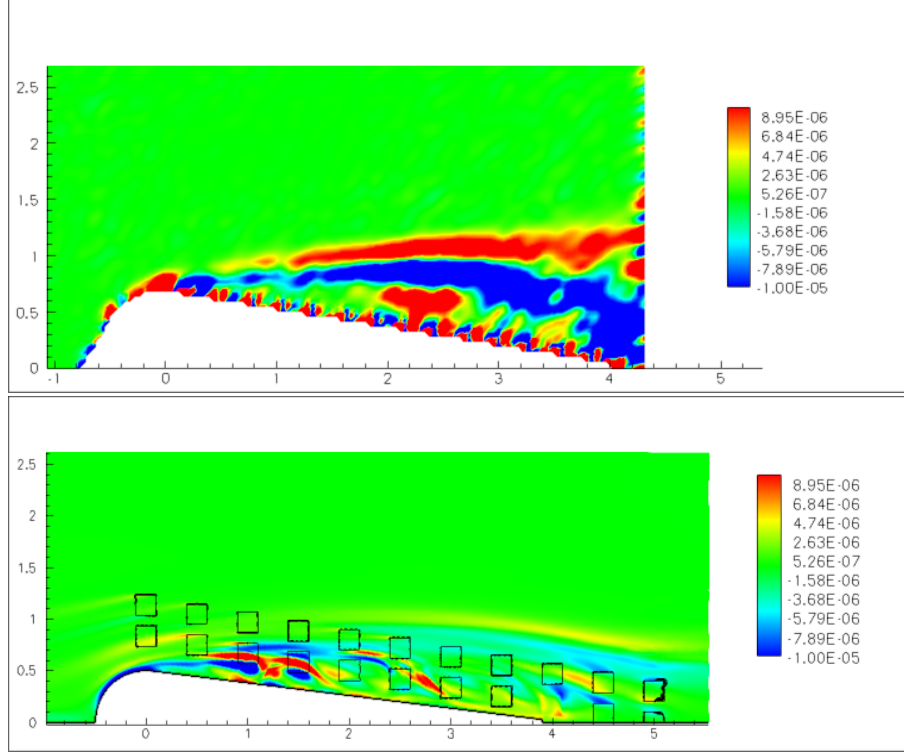 2.5
2
1.5
1
0.5
0
-1 0 1 2 3 4 5
8.95E-06
6.84E-06
4.74E-06
2.63E-06
5.26E-07
-1.58E-06
-3.68E-06
-5.79E-06
-7.89E-06
-1.00E-05
2.5
2
1.5
1
0.5
0
0 1 2 3 4 5
8.95E-06
6.84E-06
4.74E-06
2.63E-06
5.26E-07
-1.58E-06
-3.68E-06
-5.79E-06
-7.89E-06
-1.00E-05